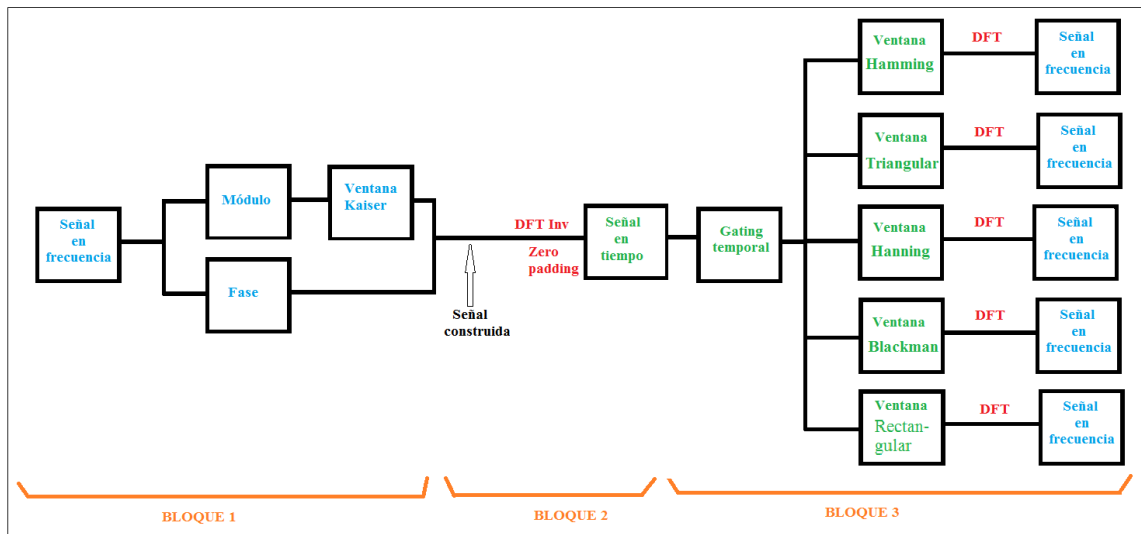 Señal
en
frecuencia
Módulo
Fase
Ventana
Kaiser
Señal
construida
DFT Inv
Zero
padding
Señal
en
tiempo
Gating
temporal
Ventana
Hamming
DFT
Señal
en
frecuencia
Ventana
Triangular
DFT
Señal
en
frecuencia
Ventana
Hanning
DFT
Señal
en
frecuencia
Ventana
Blackman
DFT
Señal
en
frecuencia
Ventana
Rectan-
gular
DFT
Señal
en
frecuencia
BLOQUE 1
BLOQUE 2
BLOQUE 3